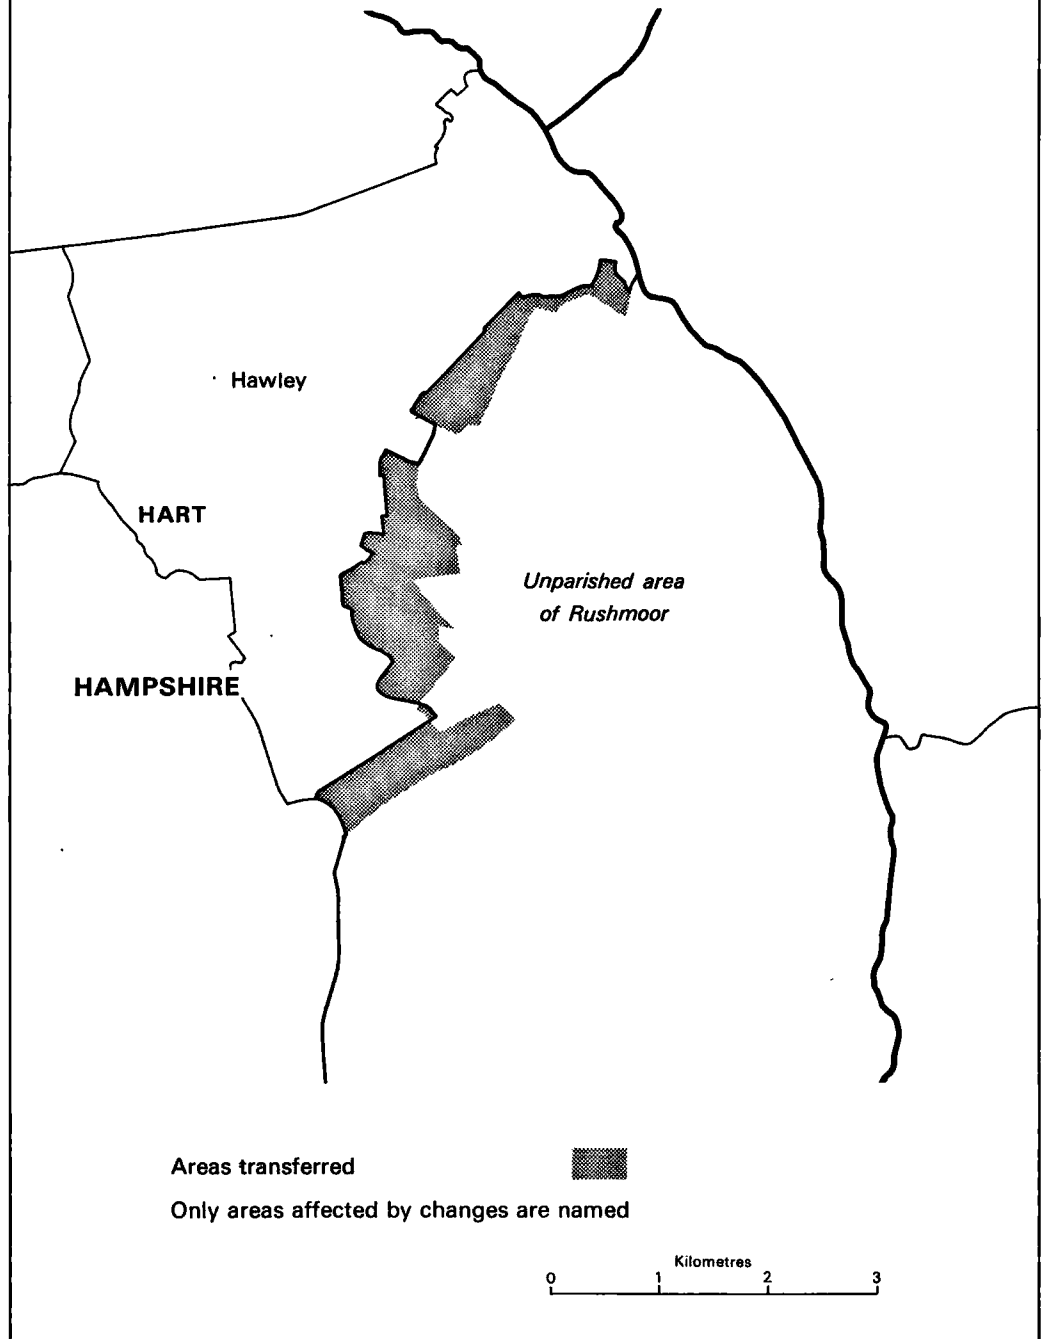 Hawley
HART
Unparished area
of Rushmoor
HAMPSHIRE
Areas transferred
Only areas affected by changes are named
Kilometres
0 1 2 3